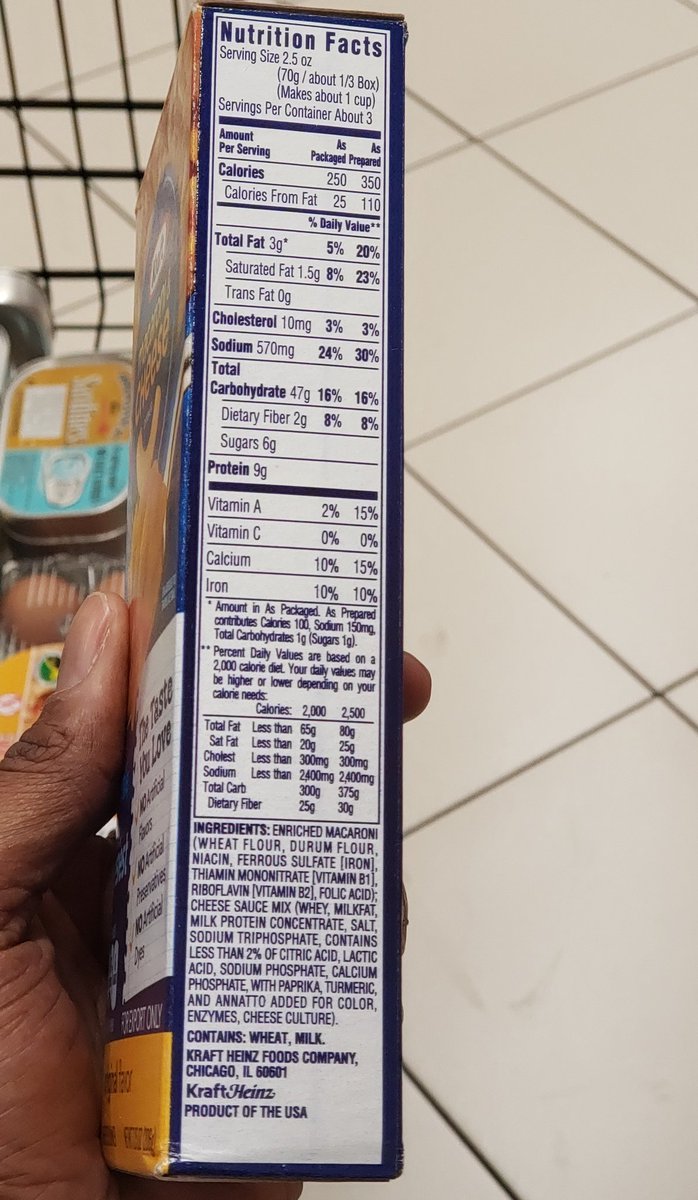 Nutrition Facts
Serving Size 2.5 oz
(70g / about 1/3 Box)
(Makes about 1 cup)
Servings Per Container About 3
Amount Per Serving As Packaged As Prepared
Calories 250 350
Calories From Fat 25 110
% Daily Value**
Total Fat 3g* 5% 20%
Saturated Fat 1.5g 8% 23%
Trans Fat 0g
Cholesterol 10mg 3% 3%
Sodium 570mg 24% 30%
Total
Carbohydrate 47g 16% 16%
Dietary Fiber 2g 8% 8%
Sugars 6g
Protein 9g
Vitamin A 2% 15%
Vitamin C 0% 0%
Calcium 10% 15%
Iron 10% 10%
* Amount in As Packaged. As Prepared
contributes Calories 100, Sodium 150mg,
Total Carbohydrates 1g (Sugars 1g).
** Percent Daily Values are based on a
2,000 calorie diet. Your daily values may
be higher or lower depending on your
calorie needs:
Calories: 2,000 2,500
Total Fat Less than 65g 80g
Sat Fat Less than 20g 25g
Cholest Less than 300mg 300mg
Sodium Less than 2,400mg 2,400mg
Total Carb 300g 375g
Dietary Fiber 25g 30g
INGREDIENTS: ENRICHED MACARONI
(WHEAT FLOUR, DURUM FLOUR,
NIACIN, FERROUS SULFATE [IRON],
THIAMIN MONONITRATE [VITAMIN B1],
RIBOFLAVIN [VITAMIN B2], FOLIC ACID);
CHEESE SAUCE MIX (WHEY, MILKFAT,
MILK PROTEIN CONCENTRATE, SALT,
SODIUM TRIPHOSPHATE, CONTAINS
LESS THAN 2% OF CITRIC ACID, LACTIC
ACID, SODIUM PHOSPHATE, CALCIUM
PHOSPHATE, WITH PAPRIKA, TURMERIC,
AND ANNATTO ADDED FOR COLOR,
ENZYMES, CHEESE CULTURE).
CONTAINS: WHEAT, MILK.
KRAFT HEINZ FOODS COMPANY,
CHICAGO, IL 60601
KraftHeinz
PRODUCT OF THE USA
The Taste
You Love
NO Artificial
Flavors
NO Artificial
Preservatives
NO Artificial
Dyes
FOR EXPORT ONLY